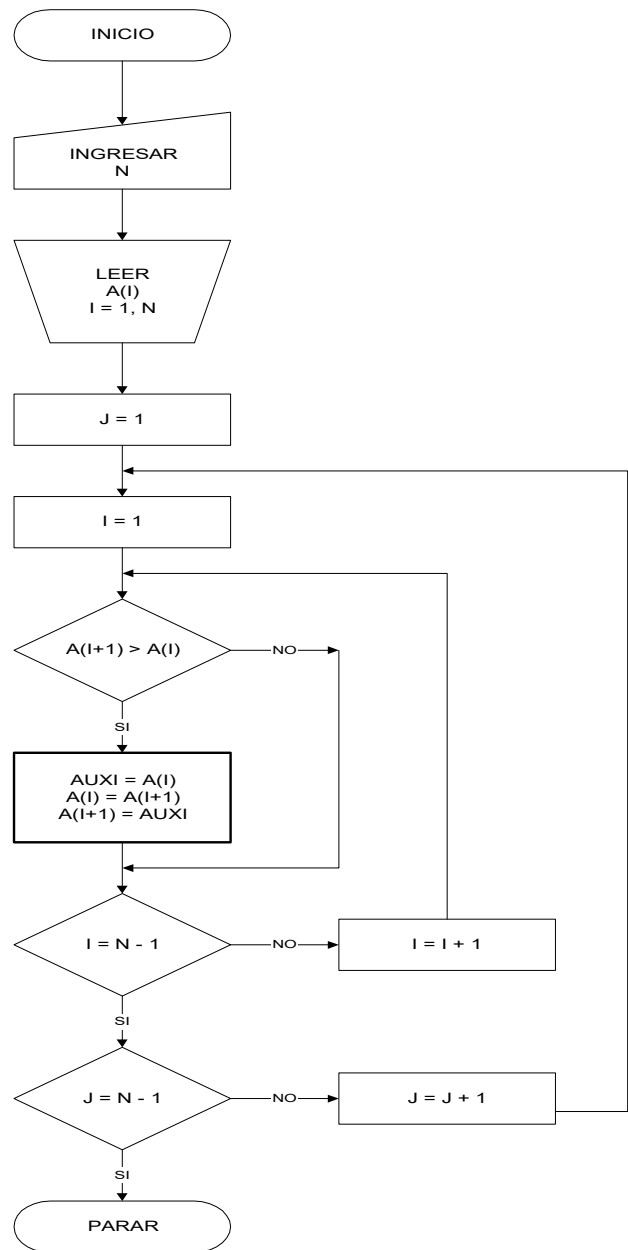 INICIO
INGRESAR
N
LEER
A(I)
I = 1, N
J = 1
I = 1
A(I+1) > A(I)
NO
SI
AUXI = A(I)
A(I) = A(I+1)
A(I+1) = AUXI
I = N - 1
NO
I = I + 1
SI
J = N - 1
NO
J = J + 1
SI
PARAR